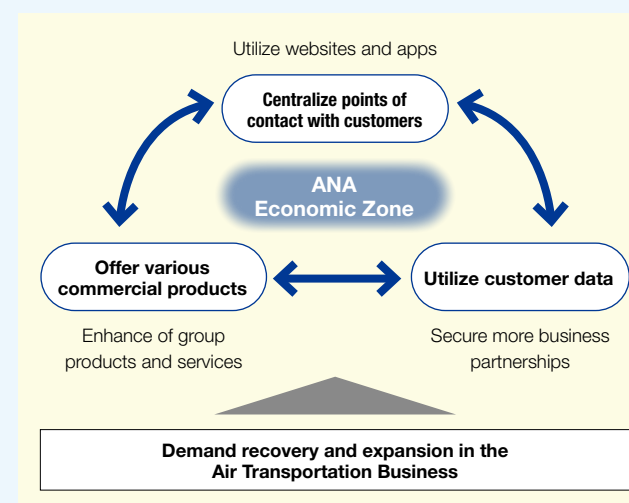 Utilize websites and apps
Centralize points of
contact with customers
ANA
Economic Zone
Offer various
commercial products
Utilize customer data
Enhance of group
products and services
Secure more business
partnerships
Demand recovery and expansion in the
Air Transportation Business